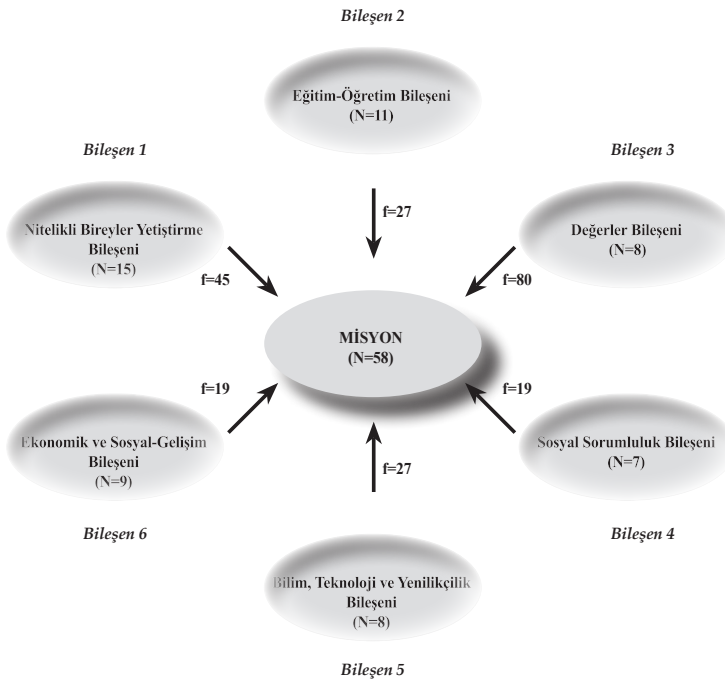 Bileşen 2
Eğitim-Öğretim Bileşeni
(N=11)
Bileşen 1
Bileşen 3
Nitelikli Bireyler Yetiştirme
Bileşeni
(N=15)
f=27
Değerler Bileşeni
(N=8)
f=45
f=80
MİSYON
(N=58)
f=19
f=19
Ekonomik ve Sosyal-Gelişim
Bileşeni
(N=9)
Sosyal Sorumluluk Bileşeni
(N=7)
f=27
Bileşen 6
Bileşen 4
Bilim, Teknoloji ve Yenilikçilik
Bileşeni
(N=8)
Bileşen 5